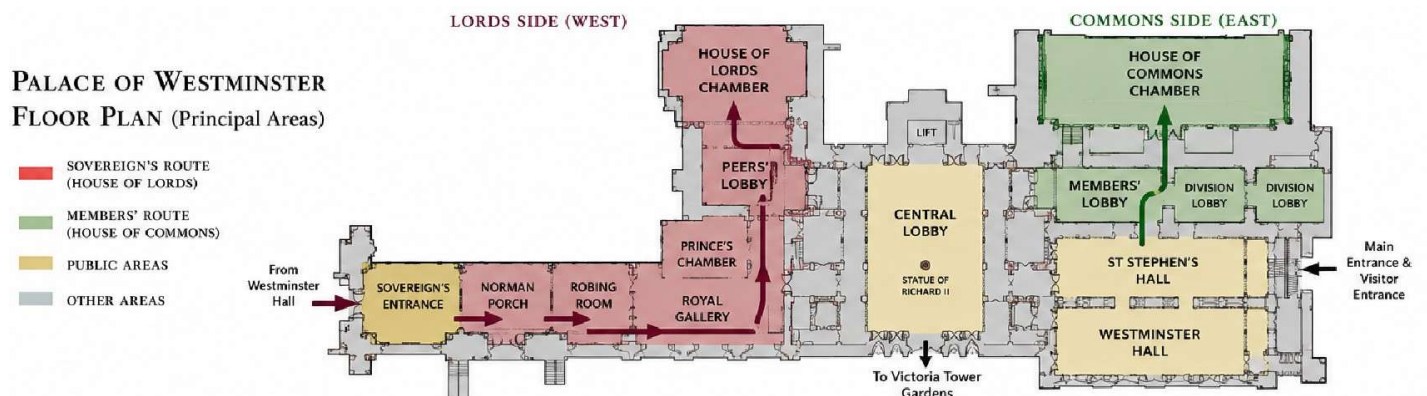 PALACE OF WESTMINSTER
FLOOR PLAN (Principal Areas)
SOVEREIGN'S ROUTE
(HOUSE OF LORDS)
MEMBERS' ROUTE
(HOUSE OF COMMONS)
PUBLIC AREAS
OTHER AREAS
LORDS SIDE (WEST)
COMMONS SIDE (EAST)
HOUSE OF
LORDS
CHAMBER
PEERS'
LOBBY
PRINCE'S
CHAMBER
ROYAL
GALLERY
From
Westminster
Hall
SOVEREIGN'S
ENTRANCE
NORMAN
PORCH
ROBING
ROOM
LIFT
CENTRAL
LOBBY
STATUE OF
RICHARD II
To Victoria Tower
Gardens
HOUSE OF
COMMONS
CHAMBER
MEMBERS'
LOBBY
DIVISION
LOBBY
DIVISION
LOBBY
ST STEPHEN'S
HALL
WESTMINSTER
HALL
Main
Entrance &
Visitor
Entrance